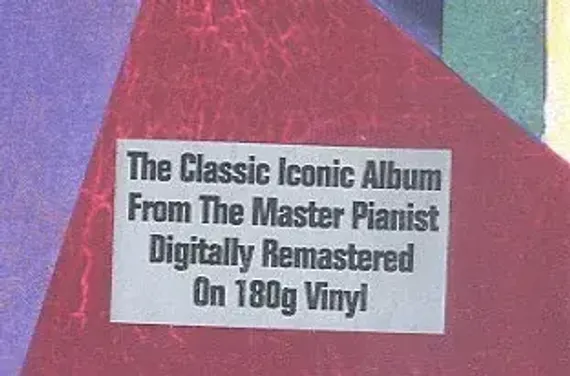 The Classic Iconic Album
From The Master Pianist
Digitally Remastered
On 180g Vinyl